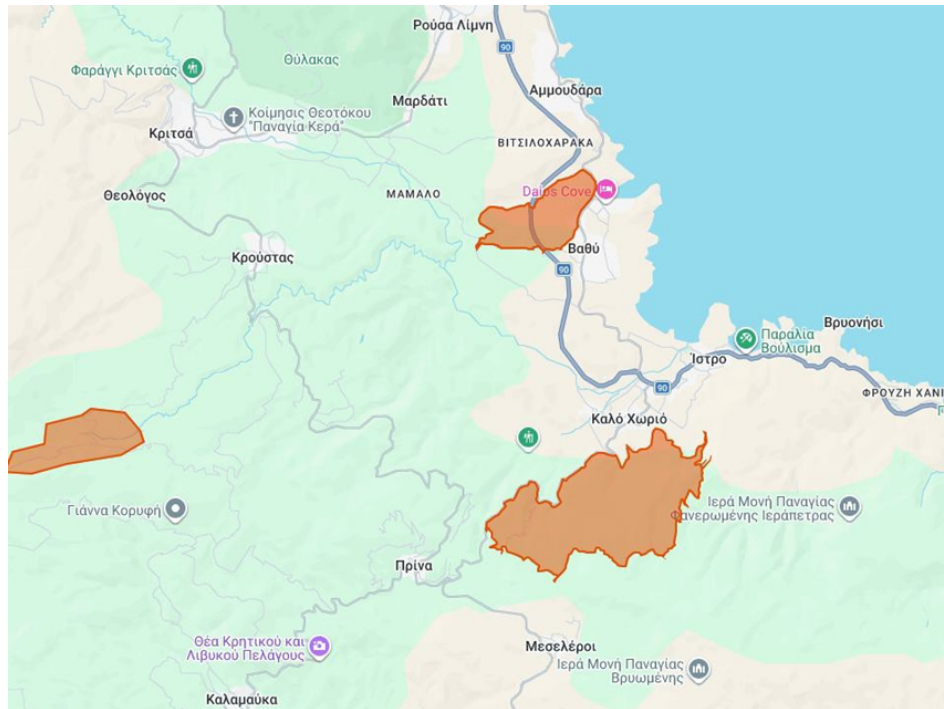 Ρούσα Λίμνη
90
Θύλακας
Φαράγγι Κριτσάς
Αμμουδάρα
Μαρδάτι
Κοίμησις Θεοτόκου
"Παναγία Κερά"
Κριτσά
ΒΙΤΣΙΛΟΧΑΡΑΚΑ
Θεολόγος
ΜΑΜΑΛΟ
Daios Cove
Κρούστας
Βαθύ
90
Βρυονήσι
Παραλία
Βούλισμα
Ίστρο
90
ΦΡΟΥΖΗ ΧΑΝΙ
Καλό Χωριό
Γιάννα Κορυφή
Ιερά Μονή Παναγίας
Φανερωμένης Ιεράπετρας
Πρίνα
Θέα Κρητικού και
Λιβυκού Πελάγους
Μεσελέροι
Ιερά Μονή Παναγίας
Βρυωμένης
Καλαμαύκα